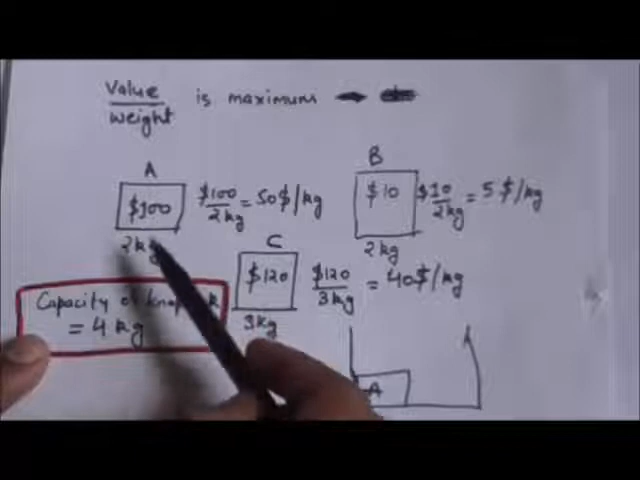 Value
weight
is maximum
A
$100
2kg
$100
2kg
= 50$/kg
B
$10
2kg
$10
2kg
= 5$/kg
C
$120
3kg
$120
3kg
= 40$/kg
Capacity
= 4 kg
A